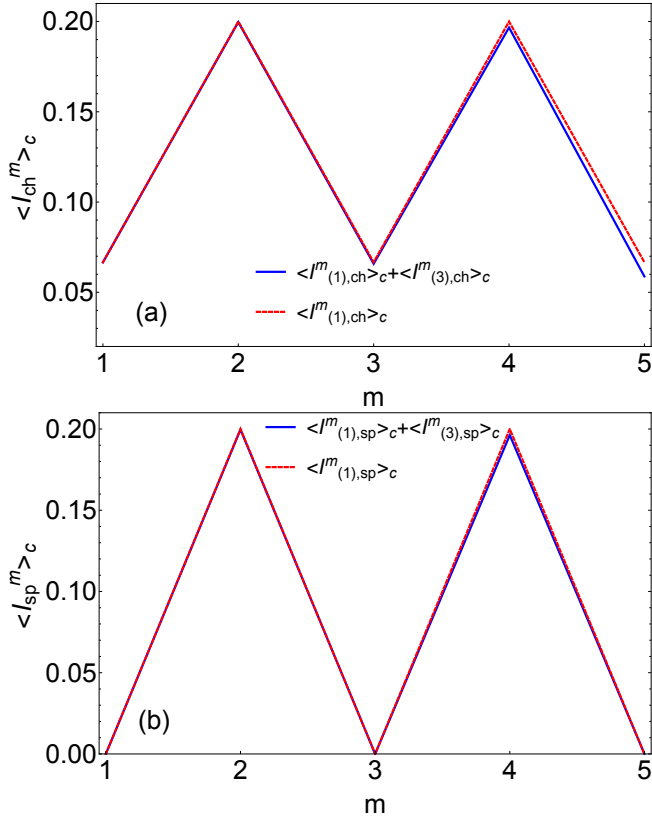 0.20
0.15
0.10
0.05
<I_ch^m>_c
<I^m_(1),ch>_c+<I^m_(3),ch>_c
<I^m_(1),ch>_c
(a)
1 2 3 4 5
m
0.20
0.15
0.10
0.05
0.00
<I_sp^m>_c
<I^m_(1),sp>_c+<I^m_(3),sp>_c
<I^m_(1),sp>_c
(b)
1 2 3 4 5
m